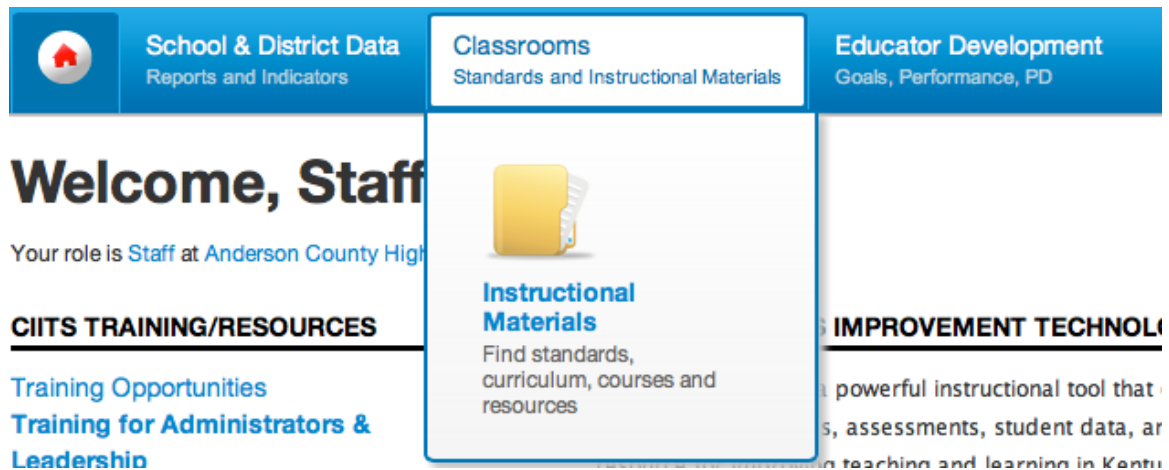 School & District Data
Reports and Indicators
Classrooms
Standards and Instructional Materials
Educator Development
Goals, Performance, PD
Welcome, Staff
Your role is Staff at Anderson County High
Instructional
Materials
Find standards,
curriculum, courses and
resources
CIITS TRAINING/RESOURCES
Training Opportunities
Training for Administrators &
Leadership
IMPROVEMENT TECHNOLO
powerful instructional tool that
s, assessments, student data, an
teaching and learning in Kentu